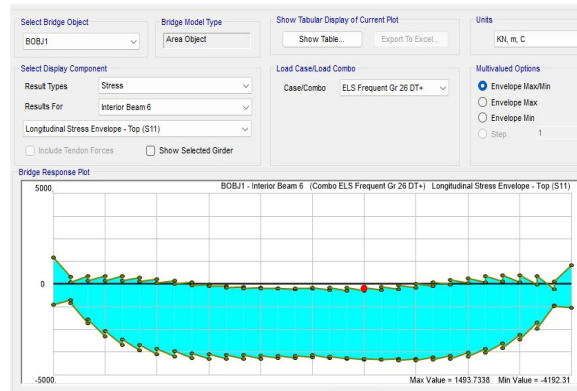 Select Bridge Object
BOBJ1
Bridge Model Type
Area Object
Show Tabular Display of Current Plot
Show Table...
Export To Excel...
Units
KN, m, C
Select Display Component
Result Types
Stress
Results For
Interior Beam 6
Longitudinal Stress Envelope - Top (S11)
Include Tendon Forces
Show Selected Girder
Load Case/Load Combo
Case/Combo
ELS Frequent Gr 26 DT+
Multivalued Options
Envelope Max/Min
Envelope Max
Envelope Min
Step
1
Bridge Response Plot
5000.
BOBJ1 - Interior Beam 6 (Combo ELS Frequent Gr 26 DT+) Longitudinal Stress Envelope - Top (S11)
0
-5000.
Max Value = 1493.7338 Min Value = -4192.31